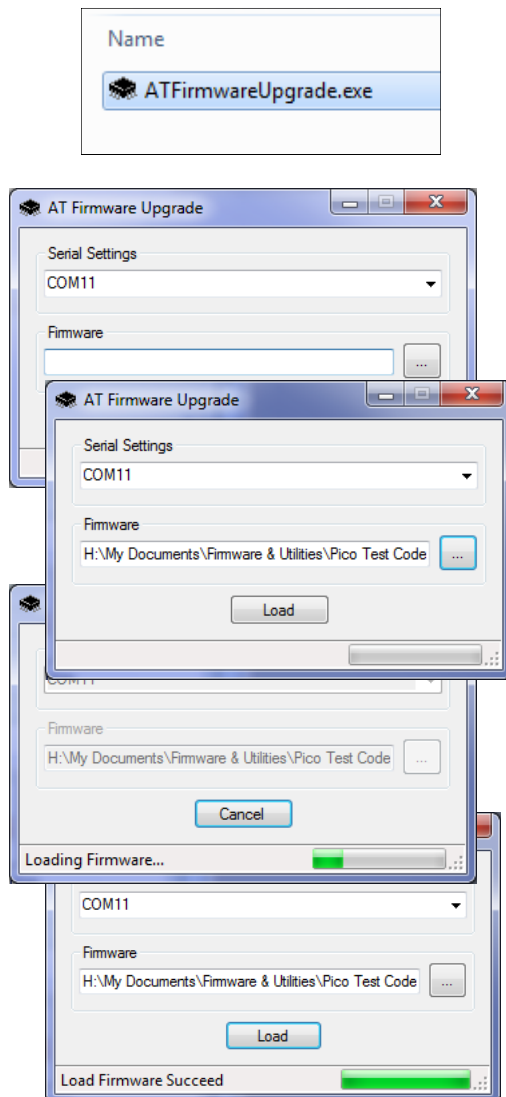 Name
ATFirmwareUpgrade.exe
AT Firmware Upgrade
Serial Settings
COM11
Firmware
...
AT Firmware Upgrade
Serial Settings
COM11
Firmware
H:\My Documents\Firmware & Utilities\Pico Test Code
...
Load
COM11
Firmware
H:\My Documents\Firmware & Utilities\Pico Test Code
...
Cancel
Loading Firmware...
COM11
Firmware
H:\My Documents\Firmware & Utilities\Pico Test Code
...
Load
Load Firmware Succeed